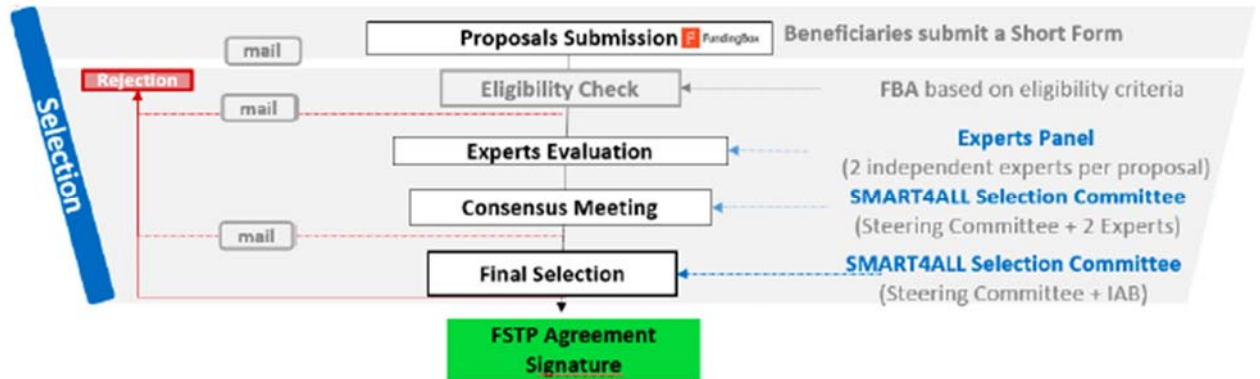 Selection
Proposals Submission FundingBox
Beneficiaries submit a Short Form
mail
Rejection
Eligibility Check
FBA based on eligibility criteria
mail
Experts Evaluation
Experts Panel
(2 independent experts per proposal)
Consensus Meeting
SMART4ALL Selection Committee
(Steering Committee + 2 Experts)
mail
Final Selection
SMART4ALL Selection Committee
(Steering Committee + IAB)
FSTP Agreement
Signature